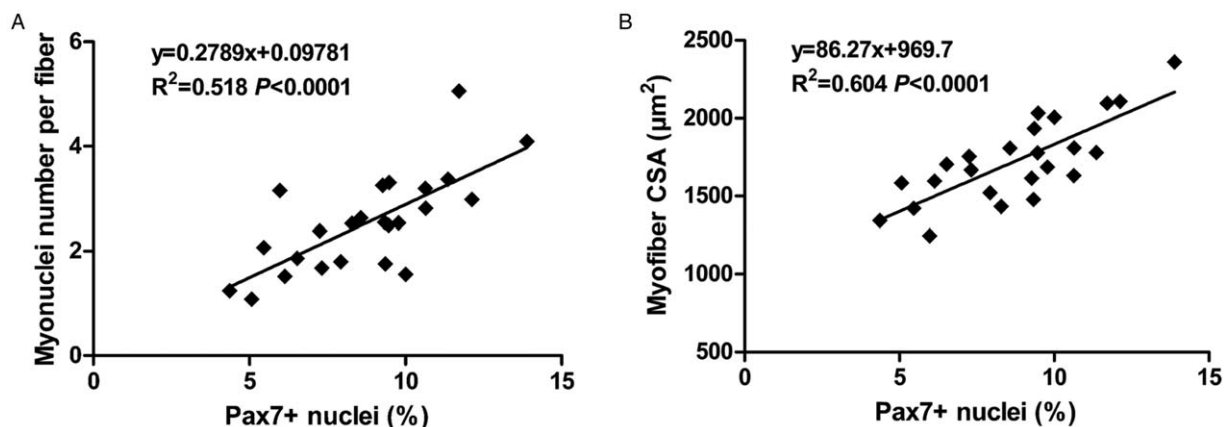 A
y=0.2789x+0.09781
R²=0.518 P<0.0001
Myonuclei number per fiber
6
4
2
0
0 5 10 15
Pax7+ nuclei (%)
B
y=86.27x+969.7
R²=0.604 P<0.0001
Myofiber CSA (µm²)
2500
2000
1500
1000
500
0 5 10 15
Pax7+ nuclei (%)